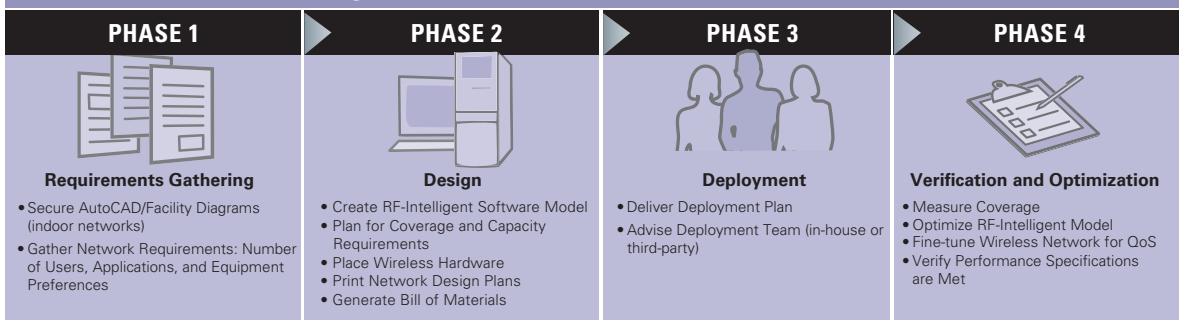 PHASE 1
PHASE 2
PHASE 3
PHASE 4
Requirements Gathering
• Secure AutoCAD/Facility Diagrams
(indoor networks)
• Gather Network Requirements: Number
of Users, Applications, and Equipment
Preferences
Design
• Create RF-Intelligent Software Model
• Plan for Coverage and Capacity
Requirements
• Place Wireless Hardware
• Print Network Design Plans
• Generate Bill of Materials
Deployment
• Deliver Deployment Plan
• Advise Deployment Team (in-house or
third-party)
Verification and Optimization
• Measure Coverage
• Optimize RF-Intelligent Model
• Fine-tune Wireless Network for QoS
• Verify Performance Specifications
are Met